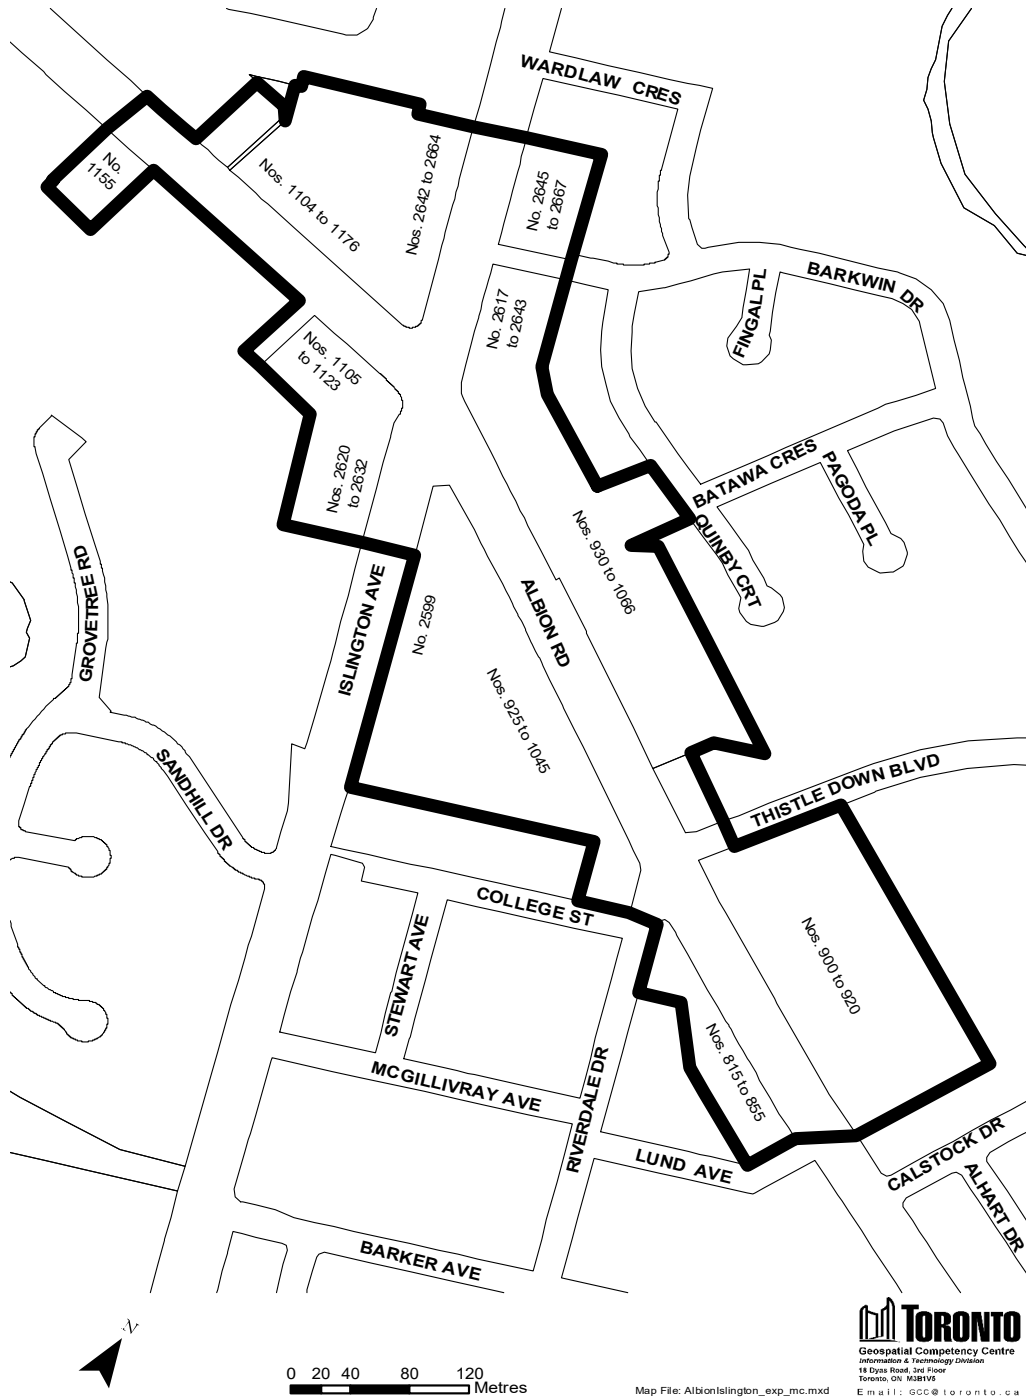 WARDLAW CRES
No.
1155
Nos. 1104 to 1176
Nos. 2642 to 2664
No. 2645
to 2667
BARKWIN DR
FINGAL PL
No. 2617
to 2643
Nos. 1105
to 1123
Nos. 2620
to 2632
BATAWA CRES
PAGODA PL
QUINBY CRT
Nos. 930 to 1066
GROVETREE RD
ISLINGTON AVE
No. 2599
ALBION RD
Nos. 925 to 1045
SANDHILL DR
THISTLE DOWN BLVD
COLLEGE ST
STEWART AVE
Nos. 900 to 920
Nos. 815 to 855
MCGILLIVRAY AVE
RIVERDALE DR
LUND AVE
CALSTOCK DR
ALHART DR
BARKER AVE
N
0 20 40 80 120
Metres
Map File: AlbionIslington_exp_mc.mxd
TORONTO
Geospatial Competency Centre
Information & Technology Division
18 Dyas Road, 3rd Floor
Toronto, ON M3B1V5
Email: GCC@toronto.ca